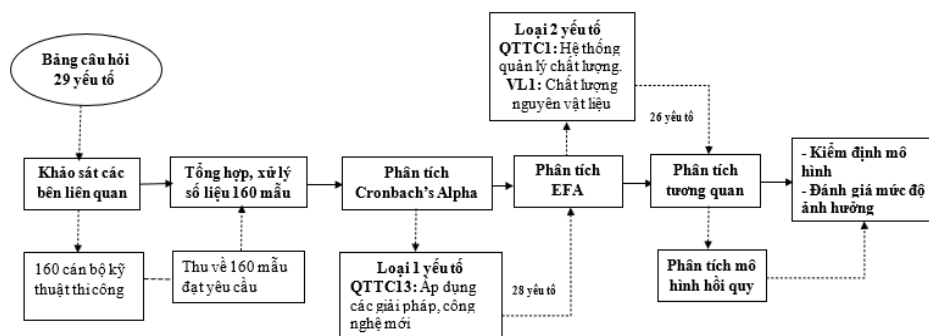 Bảng câu hỏi
29 yếu tố
Loại 2 yếu tố
QTTC1: Hệ thống
quản lý chất lượng.
VL1: Chất lượng
nguyên vật liệu
26 yếu tố
Khảo sát các
bên liên quan
Tổng hợp, xử lý
số liệu 160 mẫu
Phân tích
Cronbach's Alpha
Phân tích
EFA
Phân tích
tương quan
- Kiểm định mô
hình
- Đánh giá mức độ
ảnh hưởng
160 cán bộ kỹ
thuật thi công
Thu về 160 mẫu
đạt yêu cầu
Loại 1 yếu tố
QTTC13: Áp dụng
các giải pháp, công
nghệ mới
28 yếu tố
Phân tích mô
hình hồi quy